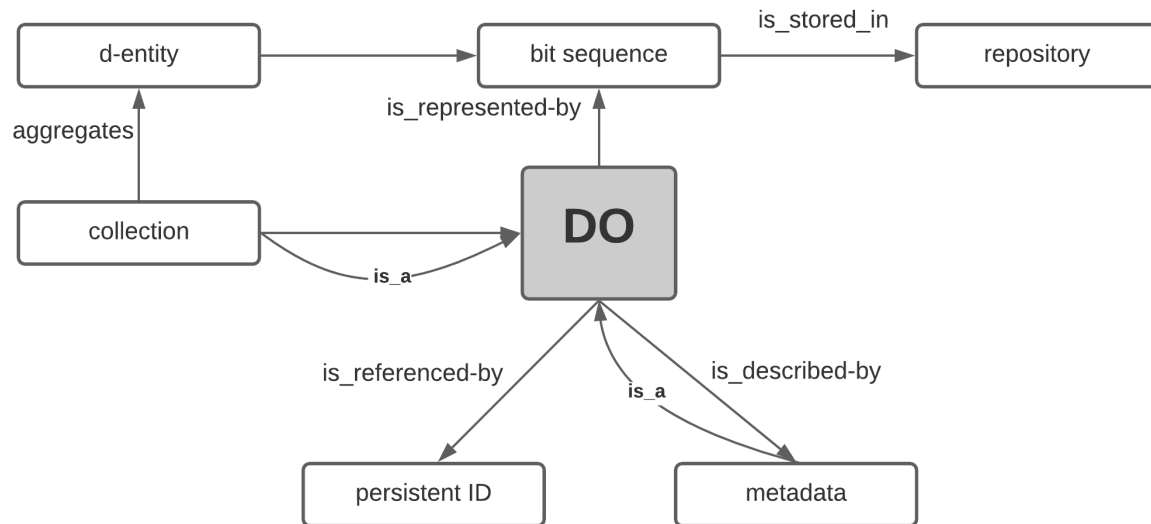 is_stored_in
d-entity
bit sequence
repository
is_represented-by
aggregates
collection
DO
is_a
is_referenced-by
is_described-by
is_a
persistent ID
metadata